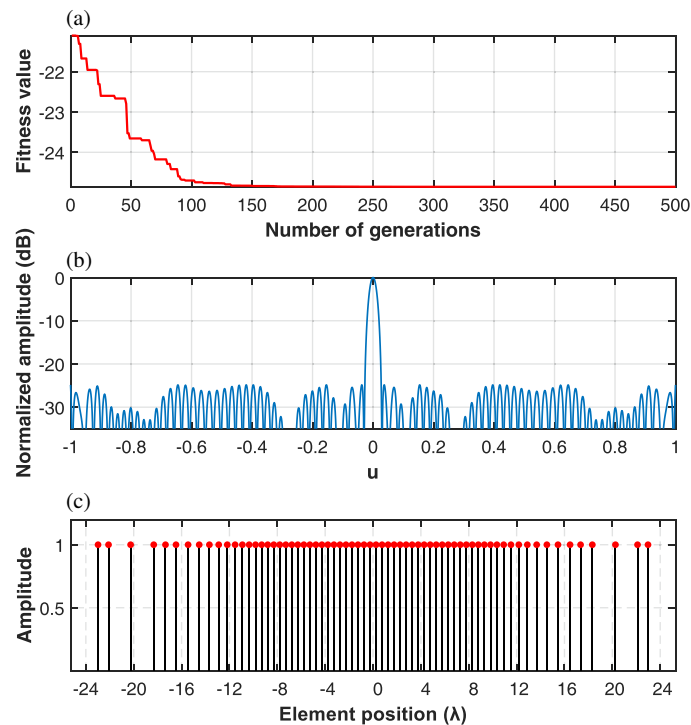 (a)
Fitness value
-22
-23
-24
0 50 100 150 200 250 300 350 400 450 500
Number of generations
(b)
Normalized amplitude (dB)
0
-10
-20
-30
-1 -0.8 -0.6 -0.4 -0.2 0 0.2 0.4 0.6 0.8 1
u
(c)
Amplitude
1
0.5
-24 -20 -16 -12 -8 -4 0 4 8 12 16 20 24
Element position (λ)